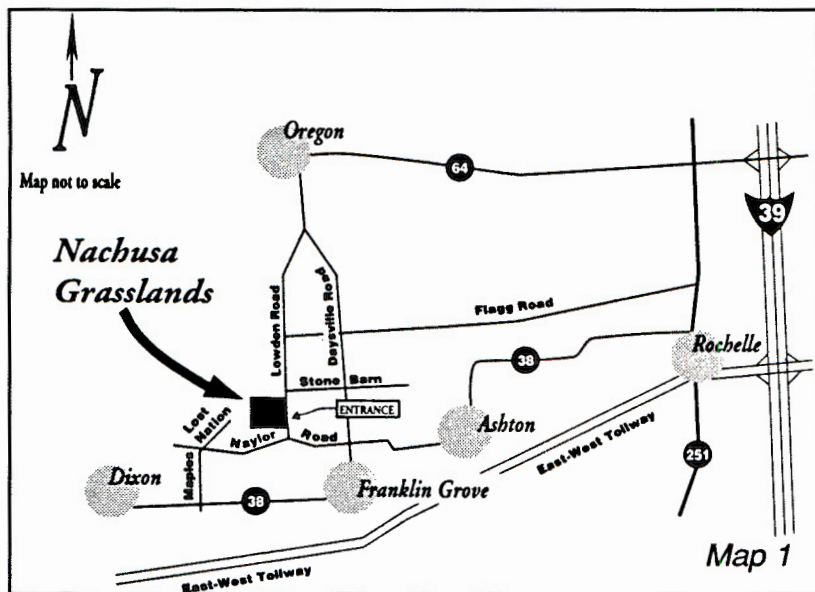 N
Map not to scale
Oregon
64
39
Nachusa
Grasslands
Lowden Road
Daysville Road
Flagg Road
Rochelle
38
Stone Barn
ENTRANCE
Lost
Nation
Naylor Road
Ashton
Maples
Dixon
38
Franklin Grove
East-West Tollway
251
East-West Tollway
Map 1